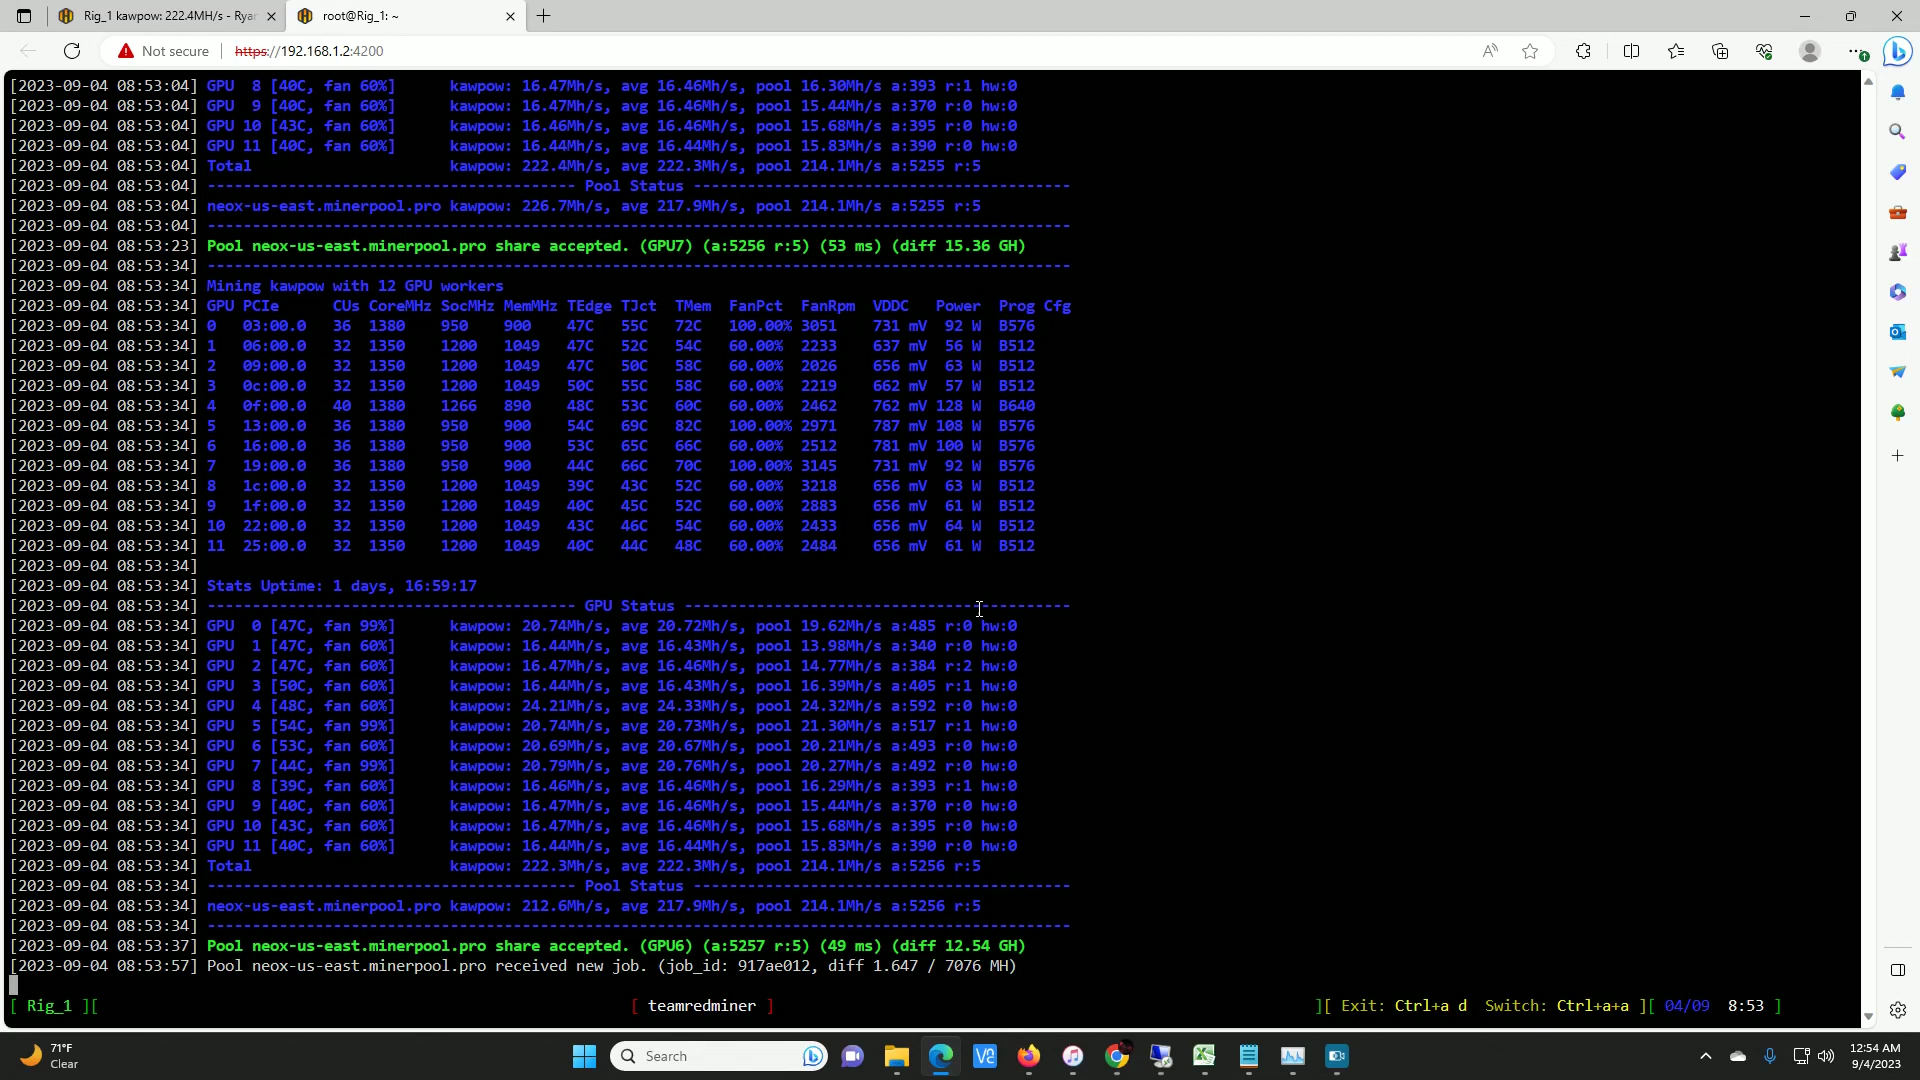 Rig_1 kawpow: 222.4MH/s - Ryan
root@Rig_1: ~
Not secure
https://192.168.1.2:4200
[2023-09-04 08:53:04] GPU 8 [40C, fan 60%] kawpow: 16.47Mh/s, avg 16.46Mh/s, pool 16.30Mh/s a:393 r:1 hw:0
[2023-09-04 08:53:04] GPU 9 [40C, fan 60%] kawpow: 16.47Mh/s, avg 16.46Mh/s, pool 15.44Mh/s a:370 r:0 hw:0
[2023-09-04 08:53:04] GPU 10 [43C, fan 60%] kawpow: 16.46Mh/s, avg 16.46Mh/s, pool 15.68Mh/s a:395 r:0 hw:0
[2023-09-04 08:53:04] GPU 11 [40C, fan 60%] kawpow: 16.44Mh/s, avg 16.44Mh/s, pool 15.83Mh/s a:390 r:0 hw:0
[2023-09-04 08:53:04] Total kawpow: 222.4Mh/s, avg 222.3Mh/s, pool 214.1Mh/s a:5255 r:5
[2023-09-04 08:53:04] ----------------------------------------- Pool Status ------------------------------------------
[2023-09-04 08:53:04] neox-us-east.minerpool.pro kawpow: 226.7Mh/s, avg 217.9Mh/s, pool 214.1Mh/s a:5255 r:5
[2023-09-04 08:53:04] ------------------------------------------------------------------------------------------------
[2023-09-04 08:53:23] Pool neox-us-east.minerpool.pro share accepted. (GPU7) (a:5256 r:5) (53 ms) (diff 15.36 GH)
[2023-09-04 08:53:34] ------------------------------------------------------------------------------------------------
[2023-09-04 08:53:34] Mining kawpow with 12 GPU workers
[2023-09-04 08:53:34] GPU PCIe CUs CoreMHz SocMHz MemMHz TEdge TJct TMem FanPct FanRpm VDDC Power Prog Cfg
[2023-09-04 08:53:34] 0 03:00.0 36 1380 950 900 47C 55C 72C 100.00% 3051 731 mV 92 W B576
[2023-09-04 08:53:34] 1 06:00.0 32 1350 1200 1049 47C 52C 54C 60.00% 2233 637 mV 56 W B512
[2023-09-04 08:53:34] 2 09:00.0 32 1350 1200 1049 47C 50C 58C 60.00% 2026 656 mV 63 W B512
[2023-09-04 08:53:34] 3 0c:00.0 32 1350 1200 1049 50C 55C 58C 60.00% 2219 662 mV 57 W B512
[2023-09-04 08:53:34] 4 0f:00.0 40 1380 1266 890 48C 53C 60C 60.00% 2462 762 mV 128 W B640
[2023-09-04 08:53:34] 5 13:00.0 36 1380 950 900 54C 69C 82C 100.00% 2971 787 mV 108 W B576
[2023-09-04 08:53:34] 6 16:00.0 36 1380 950 900 53C 65C 66C 60.00% 2512 781 mV 100 W B576
[2023-09-04 08:53:34] 7 19:00.0 36 1380 950 900 44C 66C 70C 100.00% 3145 731 mV 92 W B576
[2023-09-04 08:53:34] 8 1c:00.0 32 1350 1200 1049 39C 43C 52C 60.00% 3218 656 mV 63 W B512
[2023-09-04 08:53:34] 9 1f:00.0 32 1350 1200 1049 40C 45C 52C 60.00% 2883 656 mV 61 W B512
[2023-09-04 08:53:34] 10 22:00.0 32 1350 1200 1049 43C 46C 54C 60.00% 2433 656 mV 64 W B512
[2023-09-04 08:53:34] 11 25:00.0 32 1350 1200 1049 40C 44C 48C 60.00% 2484 656 mV 61 W B512
[2023-09-04 08:53:34]
[2023-09-04 08:53:34] Stats Uptime: 1 days, 16:59:17
[2023-09-04 08:53:34] ----------------------------------------- GPU Status -------------------------------------------
[2023-09-04 08:53:34] GPU 0 [47C, fan 99%] kawpow: 20.74Mh/s, avg 20.72Mh/s, pool 19.62Mh/s a:485 r:0 hw:0
[2023-09-04 08:53:34] GPU 1 [47C, fan 60%] kawpow: 16.44Mh/s, avg 16.43Mh/s, pool 13.98Mh/s a:340 r:0 hw:0
[2023-09-04 08:53:34] GPU 2 [47C, fan 60%] kawpow: 16.47Mh/s, avg 16.46Mh/s, pool 14.77Mh/s a:384 r:2 hw:0
[2023-09-04 08:53:34] GPU 3 [50C, fan 60%] kawpow: 16.44Mh/s, avg 16.43Mh/s, pool 16.39Mh/s a:405 r:1 hw:0
[2023-09-04 08:53:34] GPU 4 [48C, fan 60%] kawpow: 24.21Mh/s, avg 24.33Mh/s, pool 24.32Mh/s a:592 r:0 hw:0
[2023-09-04 08:53:34] GPU 5 [54C, fan 99%] kawpow: 20.74Mh/s, avg 20.73Mh/s, pool 21.30Mh/s a:517 r:1 hw:0
[2023-09-04 08:53:34] GPU 6 [53C, fan 60%] kawpow: 20.69Mh/s, avg 20.67Mh/s, pool 20.21Mh/s a:493 r:0 hw:0
[2023-09-04 08:53:34] GPU 7 [44C, fan 99%] kawpow: 20.79Mh/s, avg 20.76Mh/s, pool 20.27Mh/s a:492 r:0 hw:0
[2023-09-04 08:53:34] GPU 8 [39C, fan 60%] kawpow: 16.46Mh/s, avg 16.46Mh/s, pool 16.29Mh/s a:393 r:1 hw:0
[2023-09-04 08:53:34] GPU 9 [40C, fan 60%] kawpow: 16.47Mh/s, avg 16.46Mh/s, pool 15.44Mh/s a:370 r:0 hw:0
[2023-09-04 08:53:34] GPU 10 [43C, fan 60%] kawpow: 16.47Mh/s, avg 16.46Mh/s, pool 15.68Mh/s a:395 r:0 hw:0
[2023-09-04 08:53:34] GPU 11 [40C, fan 60%] kawpow: 16.44Mh/s, avg 16.44Mh/s, pool 15.83Mh/s a:390 r:0 hw:0
[2023-09-04 08:53:34] Total kawpow: 222.3Mh/s, avg 222.3Mh/s, pool 214.1Mh/s a:5256 r:5
[2023-09-04 08:53:34] ----------------------------------------- Pool Status ------------------------------------------
[2023-09-04 08:53:34] neox-us-east.minerpool.pro kawpow: 212.6Mh/s, avg 217.9Mh/s, pool 214.1Mh/s a:5256 r:5
[2023-09-04 08:53:34] ------------------------------------------------------------------------------------------------
[2023-09-04 08:53:37] Pool neox-us-east.minerpool.pro share accepted. (GPU6) (a:5257 r:5) (49 ms) (diff 12.54 GH)
[2023-09-04 08:53:57] Pool neox-us-east.minerpool.pro received new job. (job_id: 917ae012, diff 1.647 / 7076 MH)
[ Rig_1 ][ [ teamredminer ] ][ Exit: Ctrl+a d Switch: Ctrl+a+a ][ 04/09 8:53 ]
71°F
Clear
Search
12:54 AM
9/4/2023